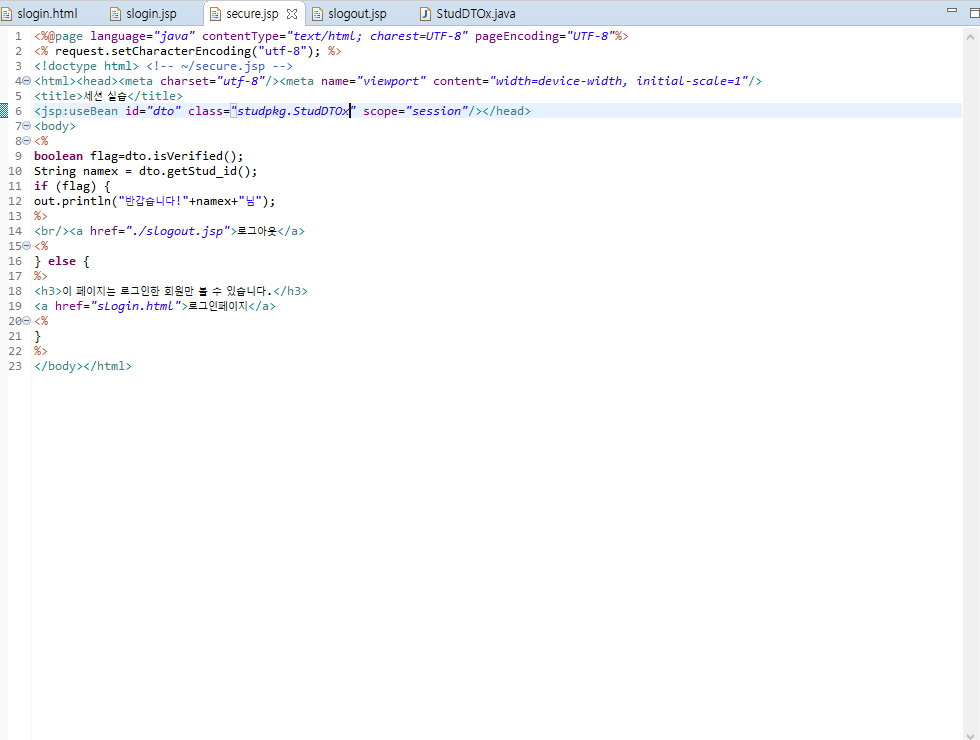 slogin.html slogin.jsp secure.jsp slogout.jsp StudDTOx.java
1 <%@page language="java" contentType="text/html; charest=UTF-8" pageEncoding="UTF-8"%>
2 <% request.setCharacterEncoding("utf-8"); %>
3 <!doctype html> <!-- ~/secure.jsp -->
4 <html><head><meta charset="utf-8"/><meta name="viewport" content="width=device-width, initial-scale=1"/>
5 <title>세션 실습</title>
6 <jsp:useBean id="dto" class="studpkg.StudDTOx" scope="session"/></head>
7 <body>
8 <%
9 boolean flag=dto.isVerified();
10 String namex = dto.getStud_id();
11 if (flag) {
12 out.println("반갑습니다!"+namex+"님");
13 %>
14 <br/><a href="./slogout.jsp">로그아웃</a>
15 <%
16 } else {
17 %>
18 <h3>이 페이지는 로그인한 회원만 볼 수 있습니다.</h3>
19 <a href="sLogin.html">로그인페이지</a>
20 <%
21 }
22 %>
23 </body></html>